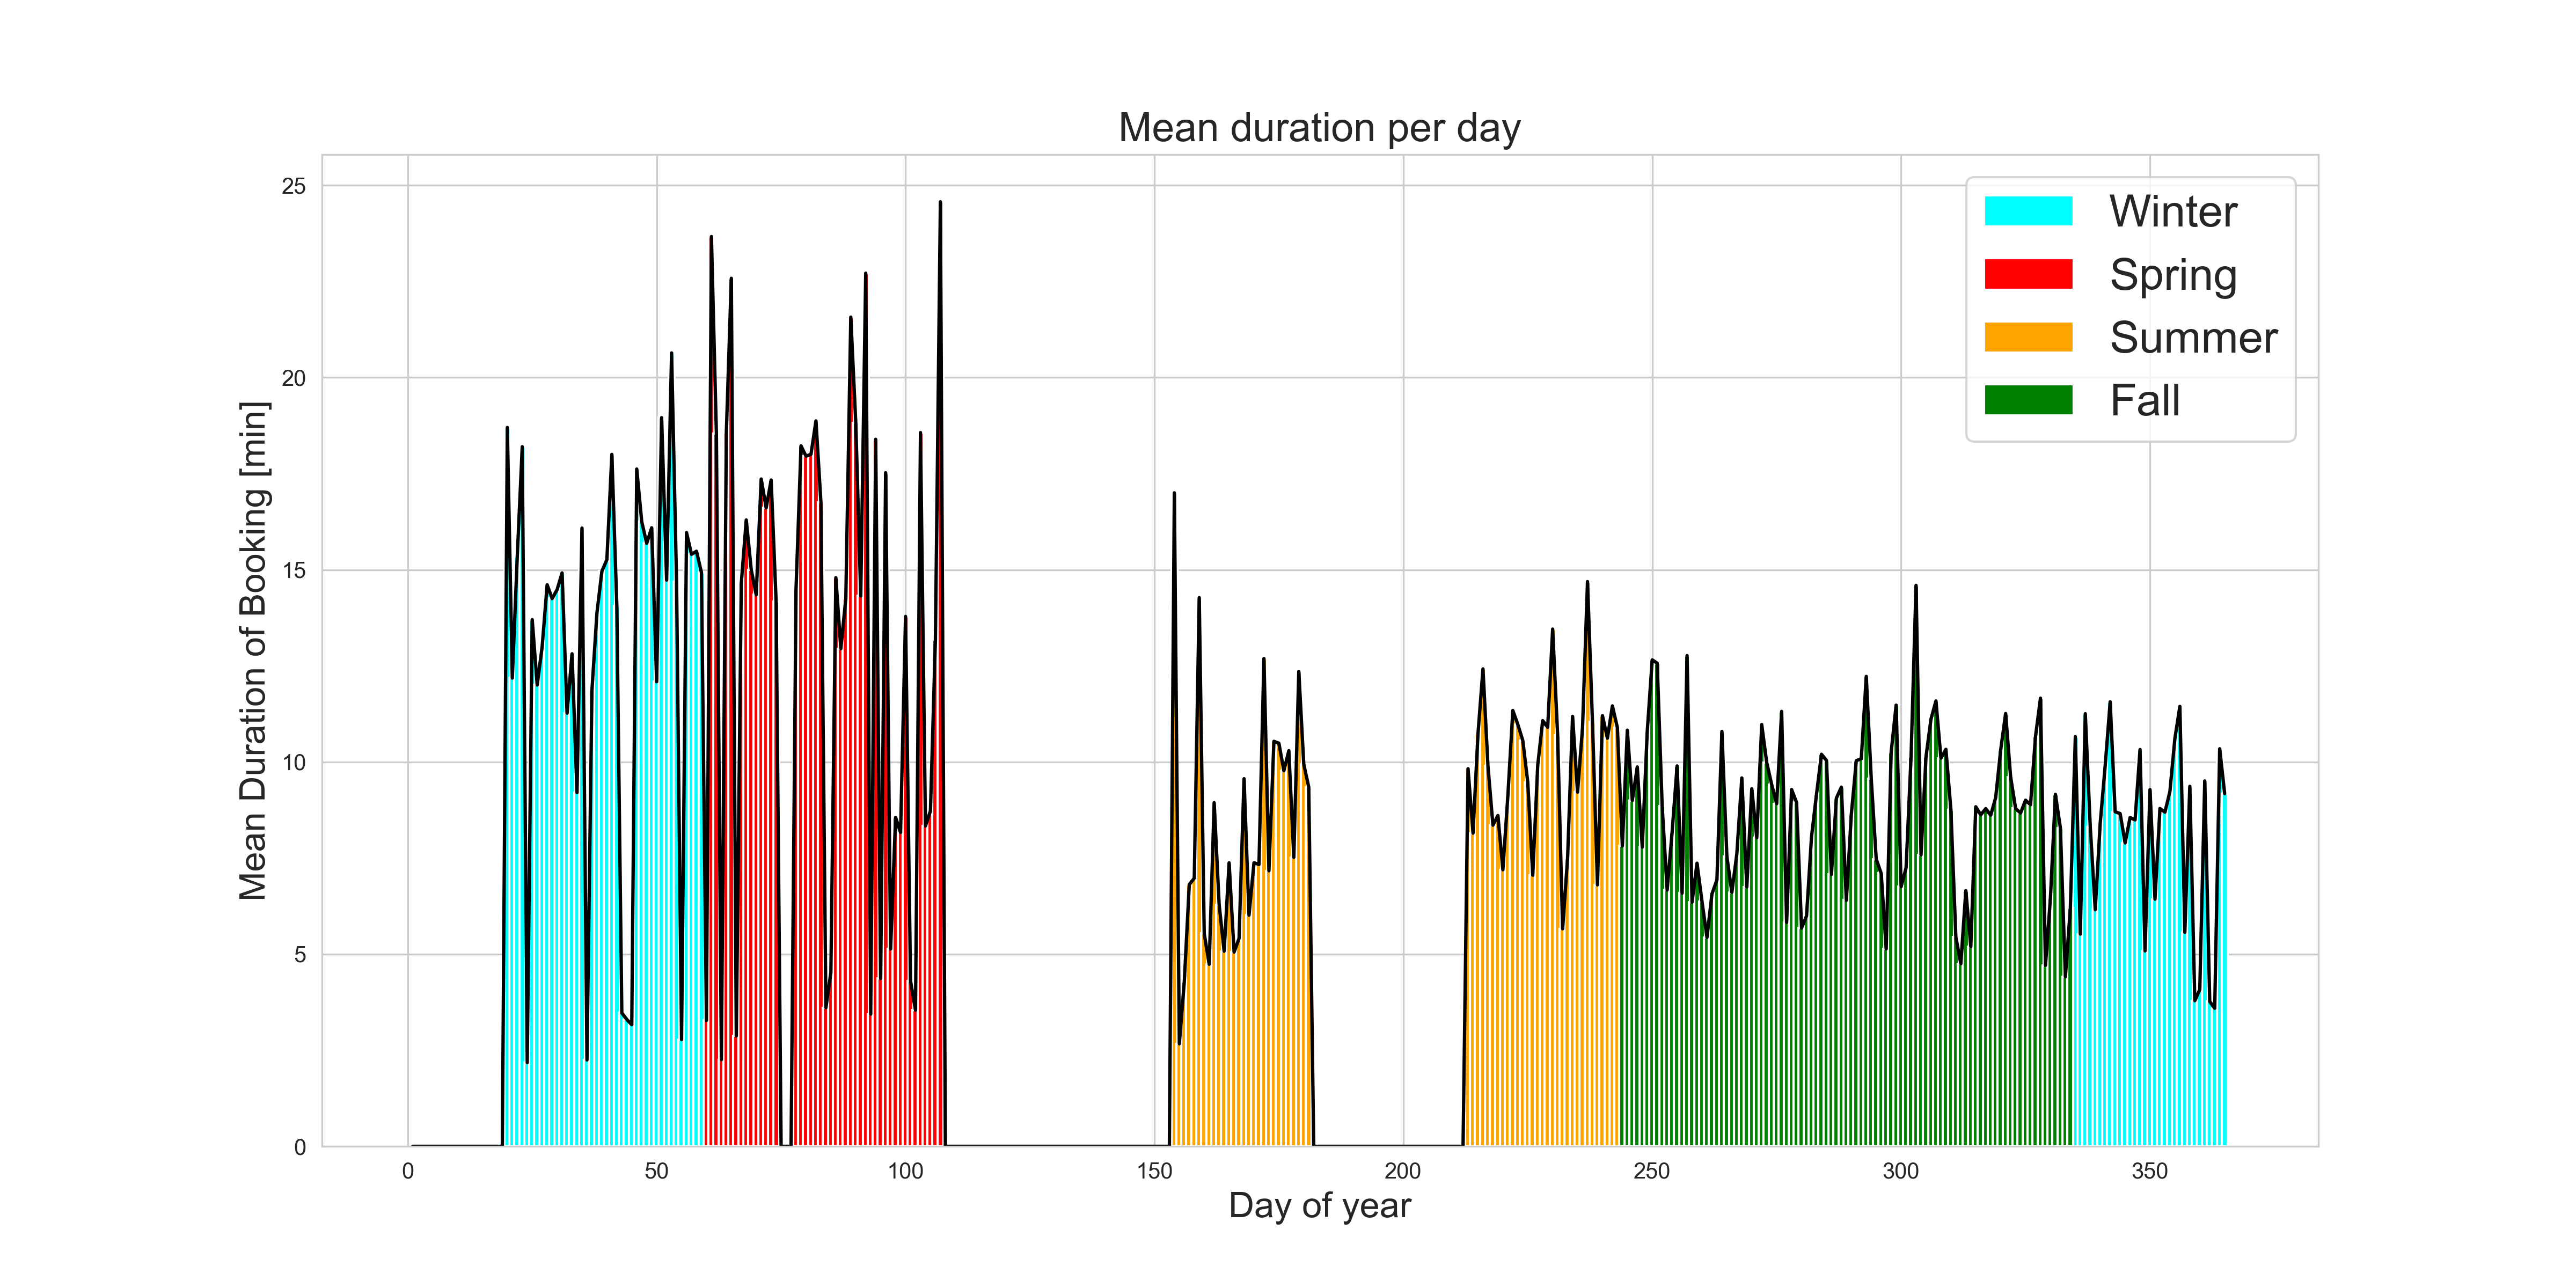 Mean duration per day
25
20
15
10
5
0
Mean Duration of Booking [min]
Winter
Spring
Summer
Fall
0 50 100 150 200 250 300 350
Day of year